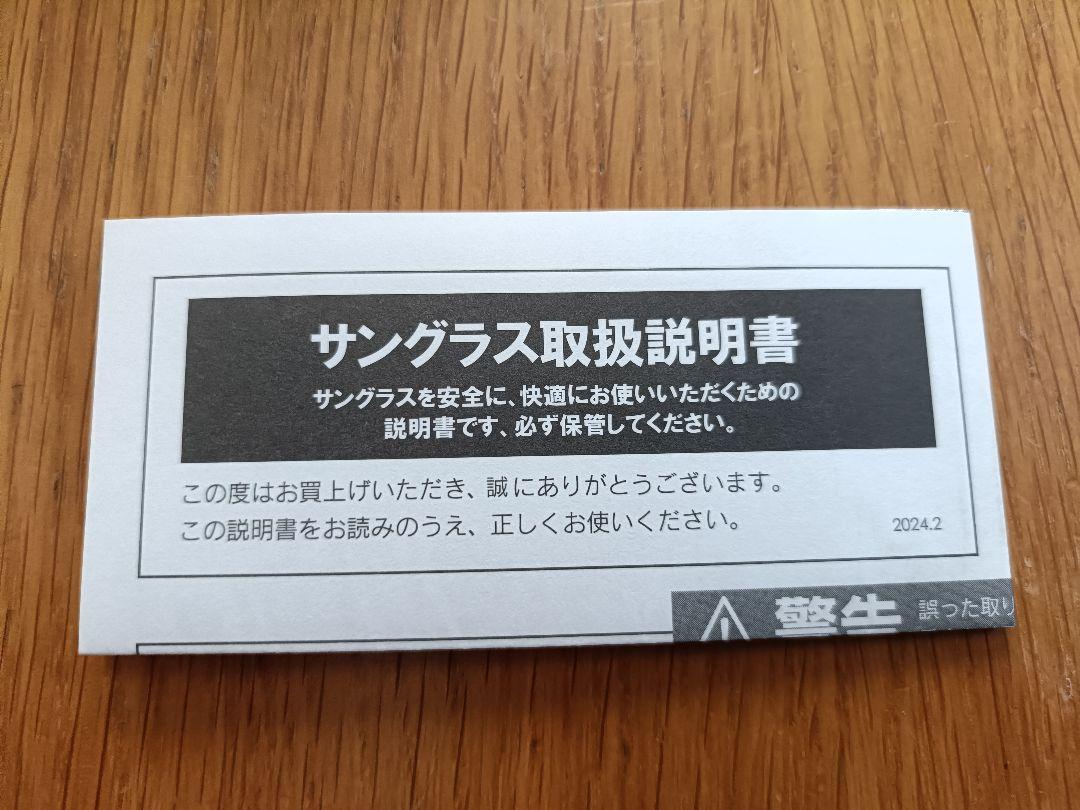 サングラス取扱説明書
サングラスを安全に、快適にお使いいただくための
説明書です、必ず保管してください。
この度はお買上げいただき、誠にありがとうございます。
この説明書をお読みのうえ、正しくお使いください。
2024.2
警告 誤った取り